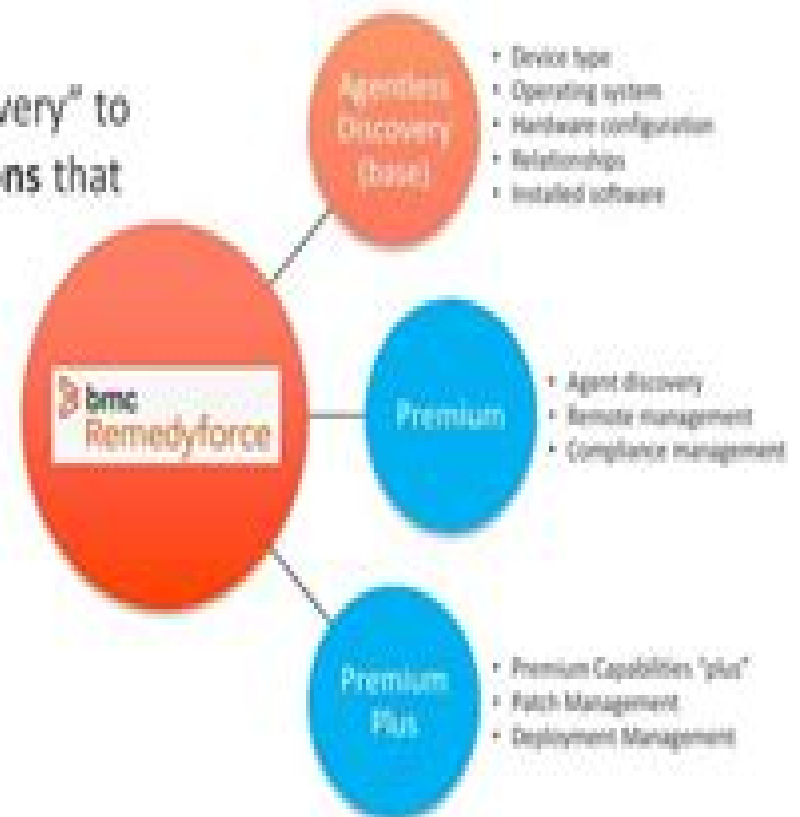 very" to
ns that
Agentless
Discovery
(base)
• Device type
• Operating system
• Hardware configuration
• Relationships
• Installed software
bmc
Remedyforce
Premium
• Agent discovery
• Remote management
• Compliance management
Premium
Plus
• Premium Capabilities "plus"
• Patch Management
• Deployment Management